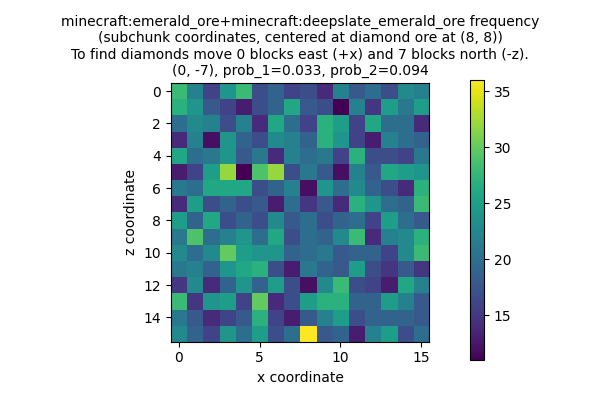 minecraft:emerald_ore+minecraft:deepslate_emerald_ore frequency
(subchunk coordinates, centered at diamond ore at (8, 8))
To find diamonds move 0 blocks east (+x) and 7 blocks north (-z).
(0, -7), prob_1=0.033, prob_2=0.094
0
2
4
6
8
10
12
14
z coordinate
0
5
10
15
x coordinate
35
30
25
20
15